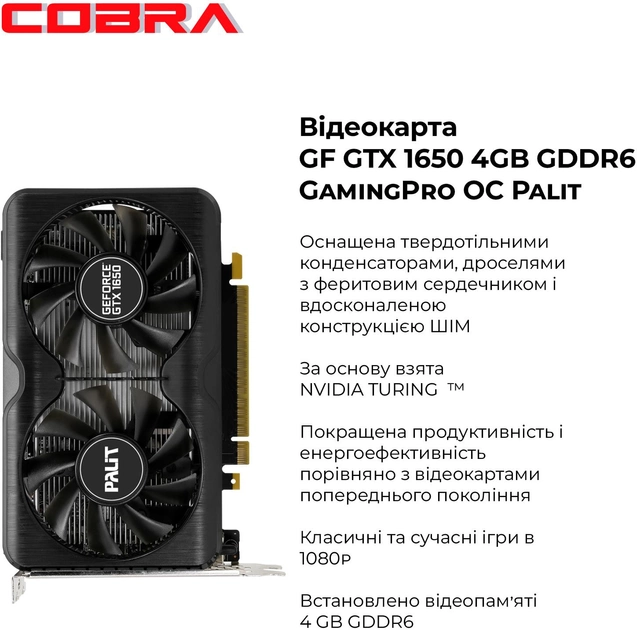 COBRA
Відеокарта
GF GTX 1650 4GB GDDR6
GamingPro OC Palit
Оснащена твердотільними
конденсаторами, дроселями
з феритовим сердечником і
вдосконаленою
конструкцією ШІМ
За основу взята
NVIDIA TURING ™
Покращена продуктивність і
енергоефективність
порівняно з відеокартами
попереднього покоління
Класичні та сучасні ігри в
1080p
Встановлено відеопам'яті
4 GB GDDR6
GEFORCE
GTX 1650
PALIT